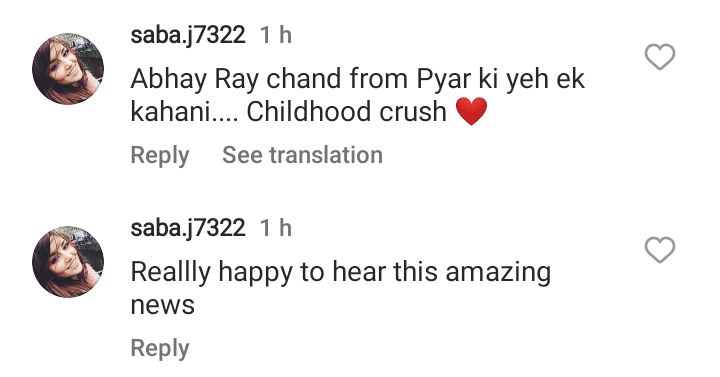 saba.j7322 1 h
Abhay Ray chand from Pyar ki yeh ek
kahani.... Childhood crush ❤️
Reply See translation
saba.j7322 1 h
Reallly happy to hear this amazing
news
Reply